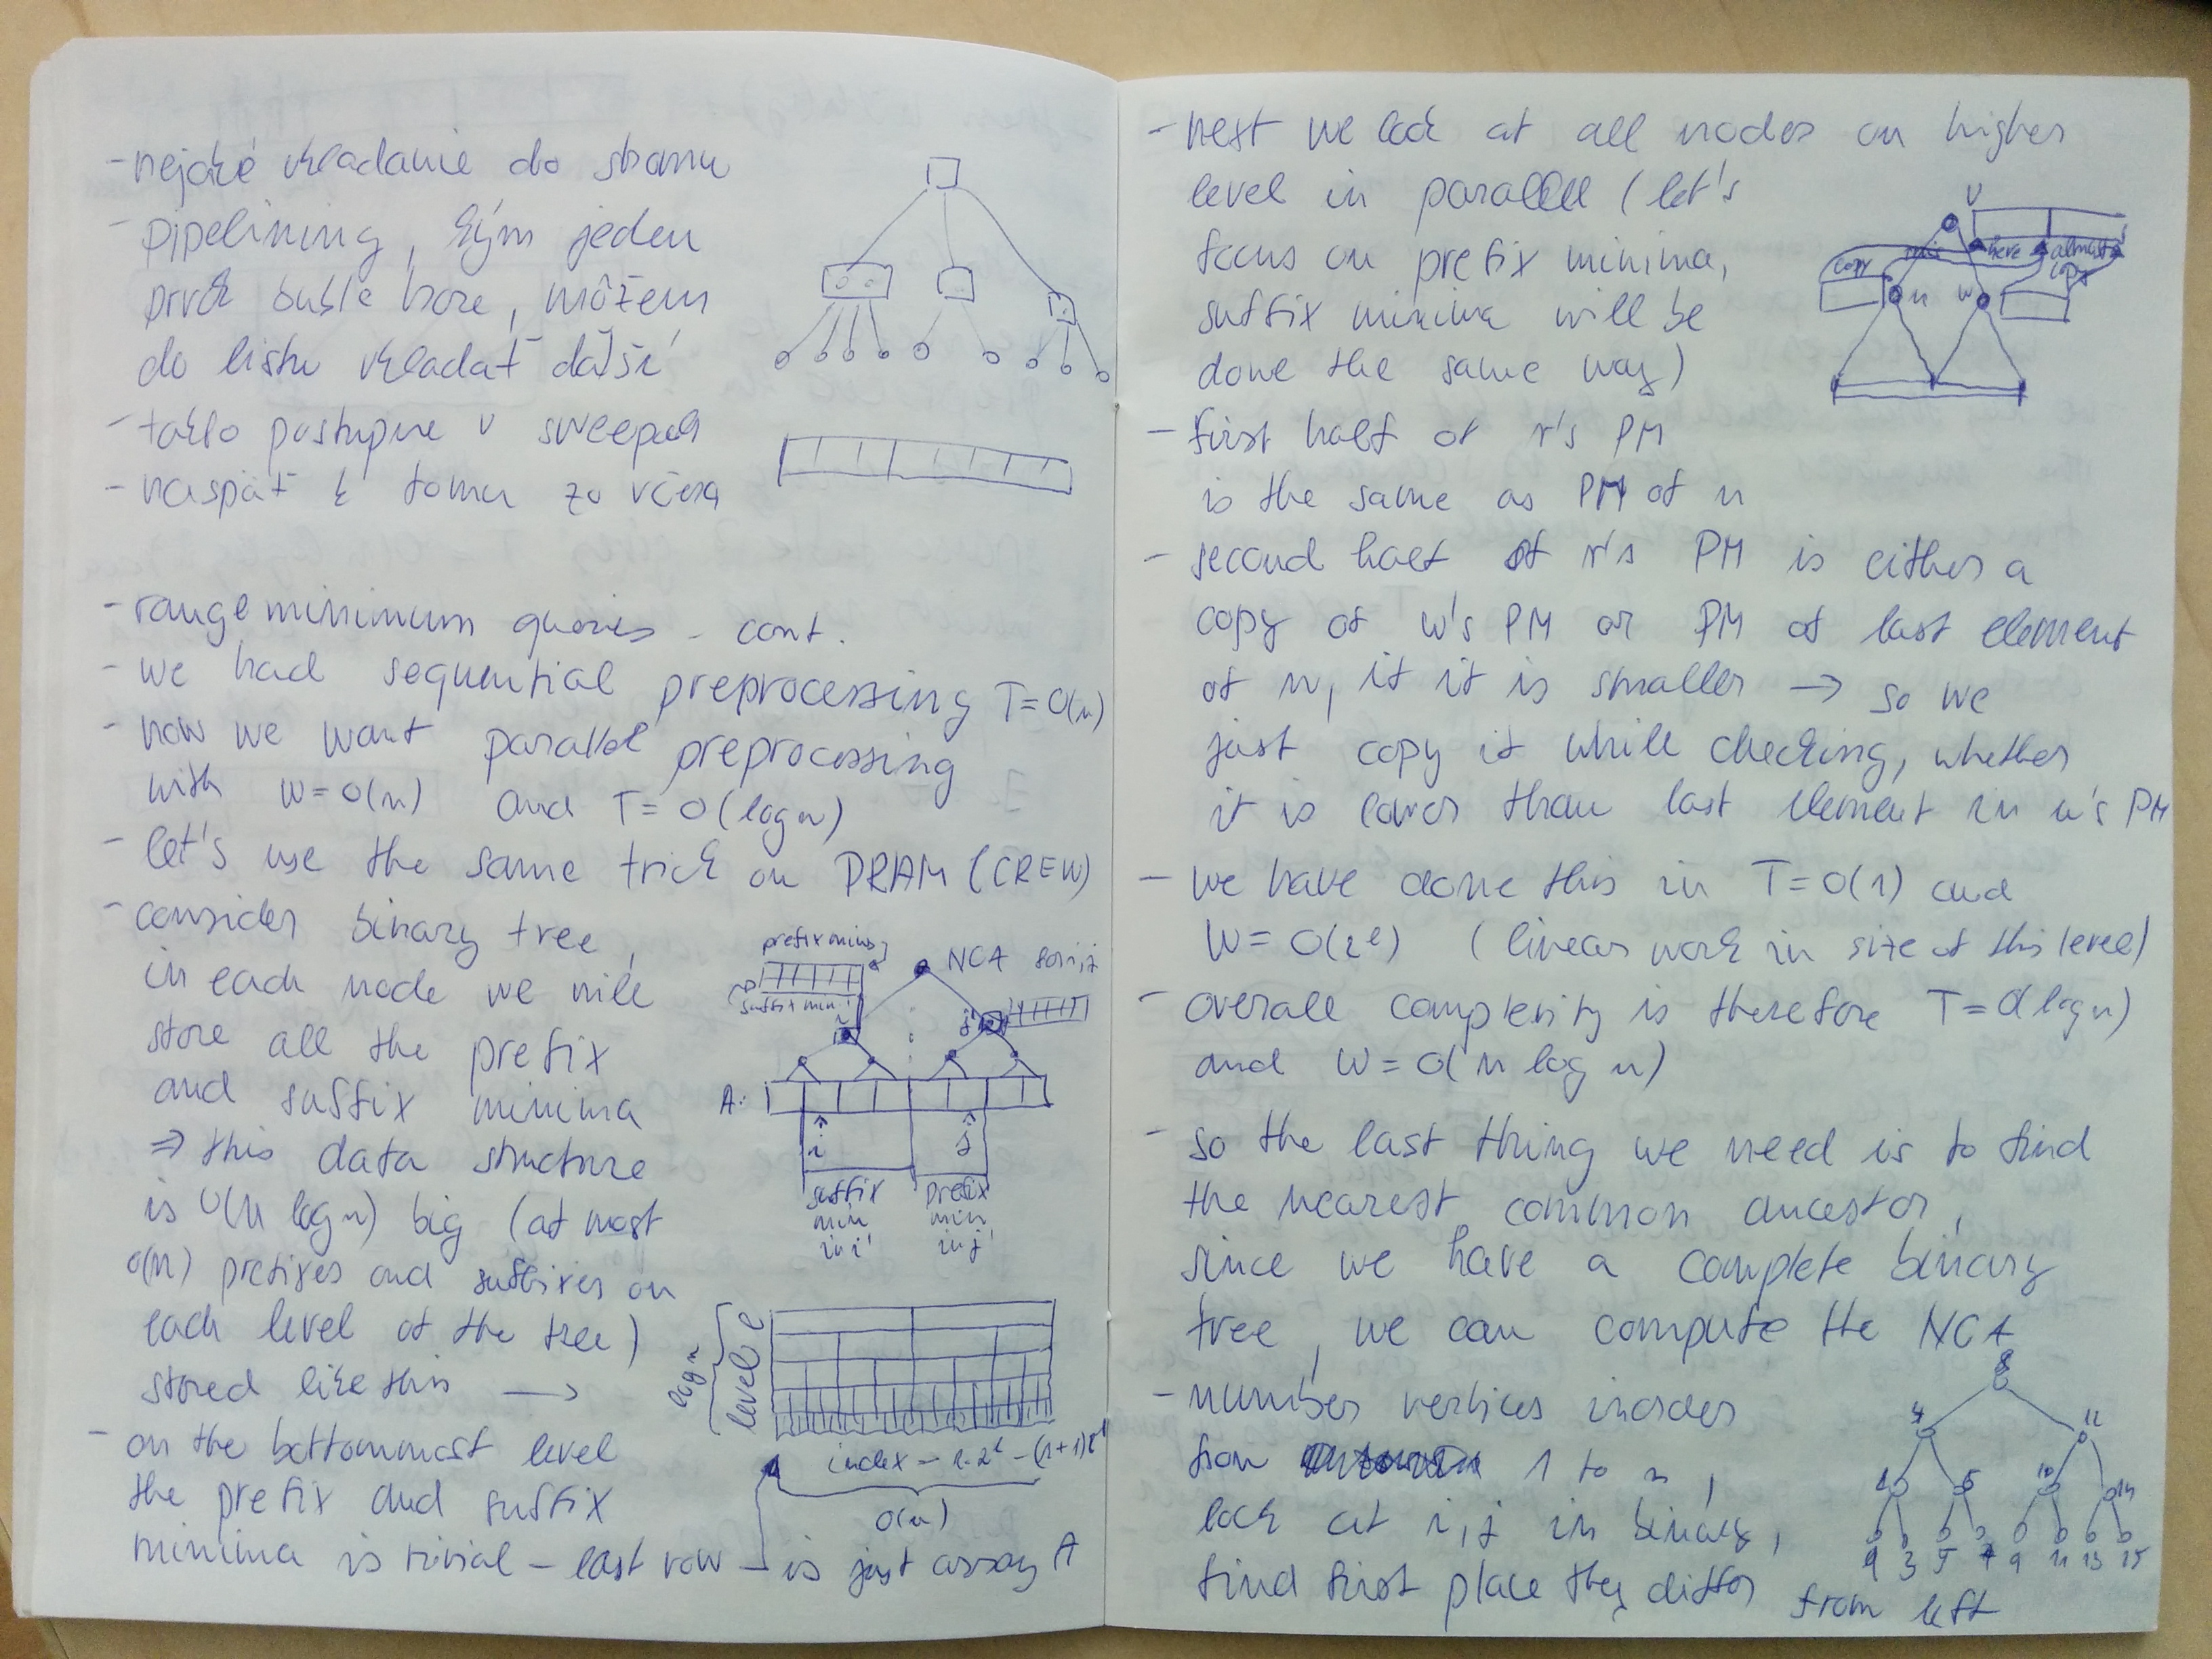 - nejaké vkladanie do stromu
- pipelining, kým jeden
prvok buble hore, môžem
do listu vkladať ďalší
- takto postupne v sweepoch
- naspäť k tomu zo včera
- range minimum queries - cont.
- we had sequential preprocessing T=O(n)
- now we want parallel preprocessing
with W=O(n) and T=O(log n)
- let's use the same trick on PRAM (CREW)
- consider binary tree,
in each node we will
store all the prefix
and suffix minima
⇒ this data structure
is O(n log n) big (at most
O(n) prefixes and suffixes on
each level of the tree)
stored like this →
- on the bottommost level
the prefix and suffix
minima is trivial - last row - is just array A
prefix mins
suffix min
NCA for i,j
i'
j'
A:
i
j
suffix
min
in i'
prefix
min
in j'
log n
level l
index
O(n)
- next we look at all nodes on higher
level in parallel (let's
focus on prefix minima,
suffix minima will be
done the same way)
- first half of v's PM
is the same as PM of u
- second half of v's PM is either a
copy of w's PM or PM of last element
of u, if it is smaller → so we
just copy it while checking, whether
it is lower than last element in u's PM
- we have done this in T=O(1) and
W=O(2^l) (linear work in size of this level)
- overall complexity is therefore T=O(log n)
and W=O(n log n)
- so the last thing we need is to find
the nearest common ancestor,
since we have a complete binary
tree, we can compute the NCA
- number vertices inorder
from 1 to n,
look at i,j in binary,
find first place they differ from left
v
copy
here
almost
copy
u
w
8
4 12
2 6 10 14
1 3 5 7 9 11 13 15